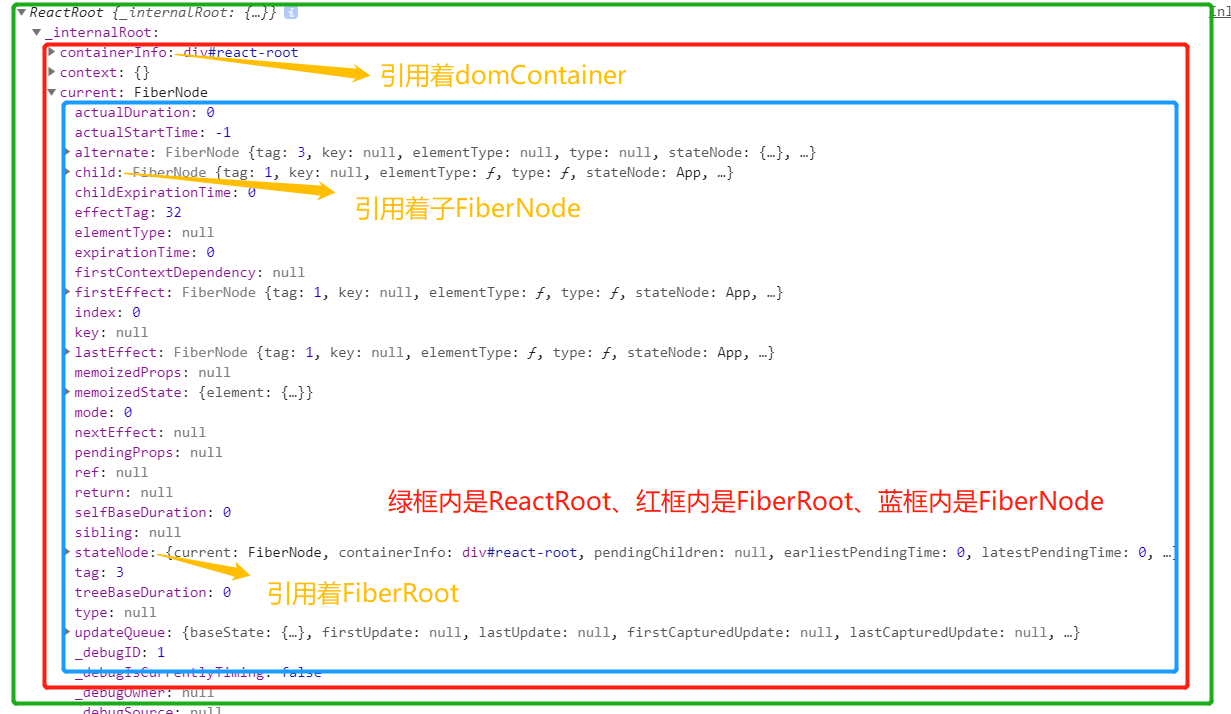 ReactRoot {_internalRoot: {…}} i
Inl
_internalRoot:
containerInfo: div#react-root
引用着domContainer
context: {}
current: FiberNode
actualDuration: 0
actualStartTime: -1
alternate: FiberNode {tag: 3, key: null, elementType: null, type: null, stateNode: {…}, …}
child: FiberNode {tag: 1, key: null, elementType: ƒ, type: ƒ, stateNode: App, …}
childExpirationTime: 0
引用着子FiberNode
effectTag: 32
elementType: null
expirationTime: 0
firstContextDependency: null
firstEffect: FiberNode {tag: 1, key: null, elementType: ƒ, type: ƒ, stateNode: App, …}
index: 0
key: null
lastEffect: FiberNode {tag: 1, key: null, elementType: ƒ, type: ƒ, stateNode: App, …}
memoizedProps: null
memoizedState: {element: {…}}
mode: 0
nextEffect: null
pendingProps: null
ref: null
return: null
绿框内是ReactRoot、红框内是FiberRoot、蓝框内是FiberNode
selfBaseDuration: 0
sibling: null
stateNode: {current: FiberNode, containerInfo: div#react-root, pendingChildren: null, earliestPendingTime: 0, latestPendingTime: 0, …}
tag: 3
treeBaseDuration: 0
引用着FiberRoot
type: null
updateQueue: {baseState: {…}, firstUpdate: null, lastUpdate: null, firstCapturedUpdate: null, lastCapturedUpdate: null, …}
_debugID: 1
_debugIsCurrentlyTiming: false
_debugOwner: null
_debugSource: null